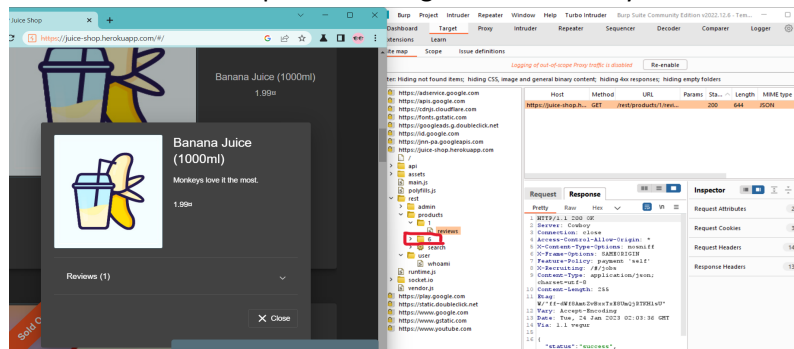 Juice Shop
https://juice-shop.herokuapp.com/#/
Banana Juice (1000ml)
1.99¤
Banana Juice
(1000ml)
Monkeys love it the most.
1.99¤
Reviews (1)
Close
Sold
Burp Project Intruder Repeater Window Help Turbo Intruder Burp Suite Community Edition v2022.12.6 - Tem...
Dashboard Target Proxy Intruder Repeater Sequencer Decoder Comparer Logger
Extensions Learn
Site map Scope Issue definitions
Logging of out-of-scope Proxy traffic is disabled Re-enable
ter: Hiding not found items; hiding CSS, image and general binary content; hiding 4xx responses; hiding empty folders
https://adservice.google.com
https://apis.google.com
https://cdnjs.cloudflare.com
https://fonts.gstatic.com
https://googleads.g.doubleclick.net
https://id.google.com
https://jnn-pa.googleapis.com
https://juice-shop.herokuapp.com
/
api
assets
main.js
polyfills.js
rest
admin
products
1
reviews
6
search
user
whoami
runtime.js
socket.io
vendor.js
https://play.google.com
https://static.doubleclick.net
https://www.google.com
https://www.gstatic.com
https://www.youtube.com
Host Method URL Params Sta... Length MIME type
https://juice-shop.h... GET /rest/products/1/revi... 200 644 JSON
Request Response
Pretty Raw Hex
1 HTTP/1.1 200 OK
2 Server: Cowboy
3 Connection: close
4 Access-Control-Allow-Origin: *
5 X-Content-Type-Options: nosniff
6 X-Frame-Options: SAMEORIGIN
7 Feature-Policy: payment 'self'
8 X-Recruiting: /#/jobs
9 Content-Type: application/json;
charset=utf-8
10 Content-Length: 255
11 Etag:
12 Vary: Accept-Encoding
13 Date: Tue, 24 Jan 2023 02:03:36 GMT
14 Via: 1.1 vegur
15
16 {
"status":"success",
Inspector
Request Attributes 2
Request Cookies 3
Request Headers 14
Response Headers 13